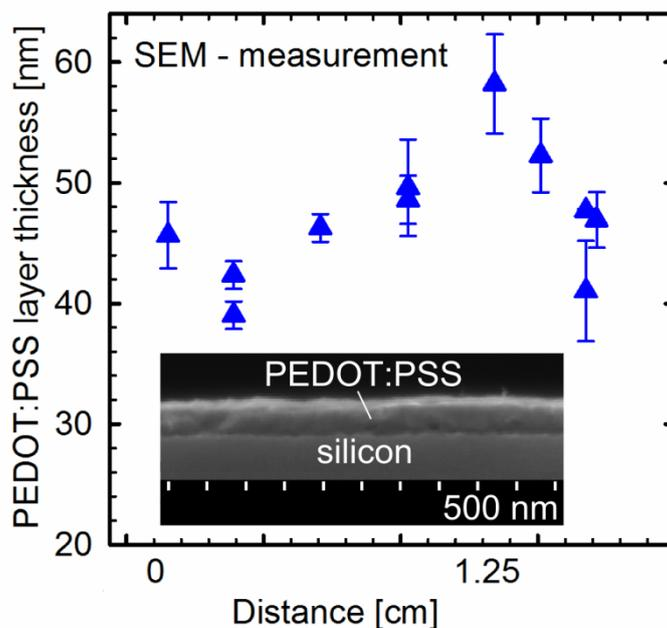 SEM - measurement
PEDOT:PSS layer thickness [nm]
60
50
40
30
20
PEDOT:PSS
silicon
500 nm
0
1.25
Distance [cm]